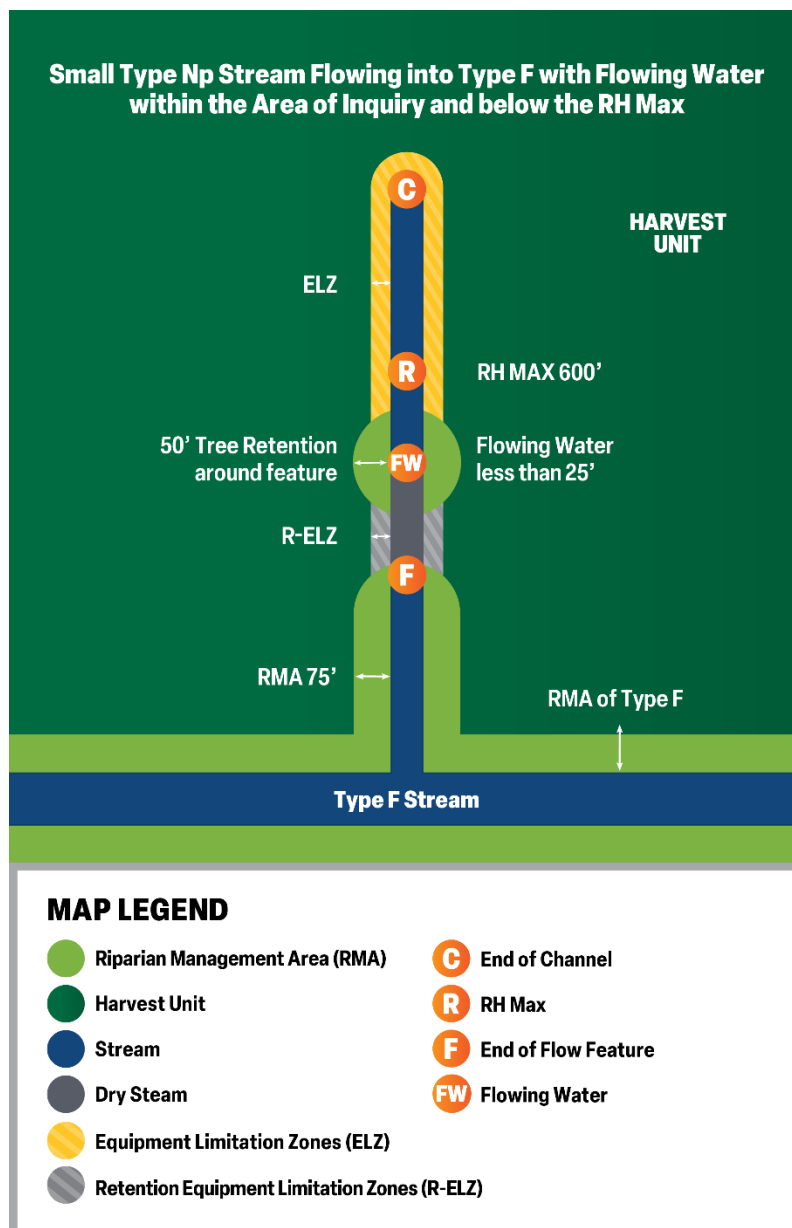 Small Type Np Stream Flowing into Type F with Flowing Water
within the Area of Inquiry and below the RH Max
C
HARVEST
UNIT
ELZ
R
RH MAX 600’
50’ Tree Retention
around feature
FW
Flowing Water
less than 25’
R-ELZ
F
RMA 75’
RMA of Type F
Type F Stream
MAP LEGEND
Riparian Management Area (RMA)
Harvest Unit
Stream
Dry Steam
Equipment Limitation Zones (ELZ)
Retention Equipment Limitation Zones (R-ELZ)
C End of Channel
R RH Max
F End of Flow Feature
FW Flowing Water